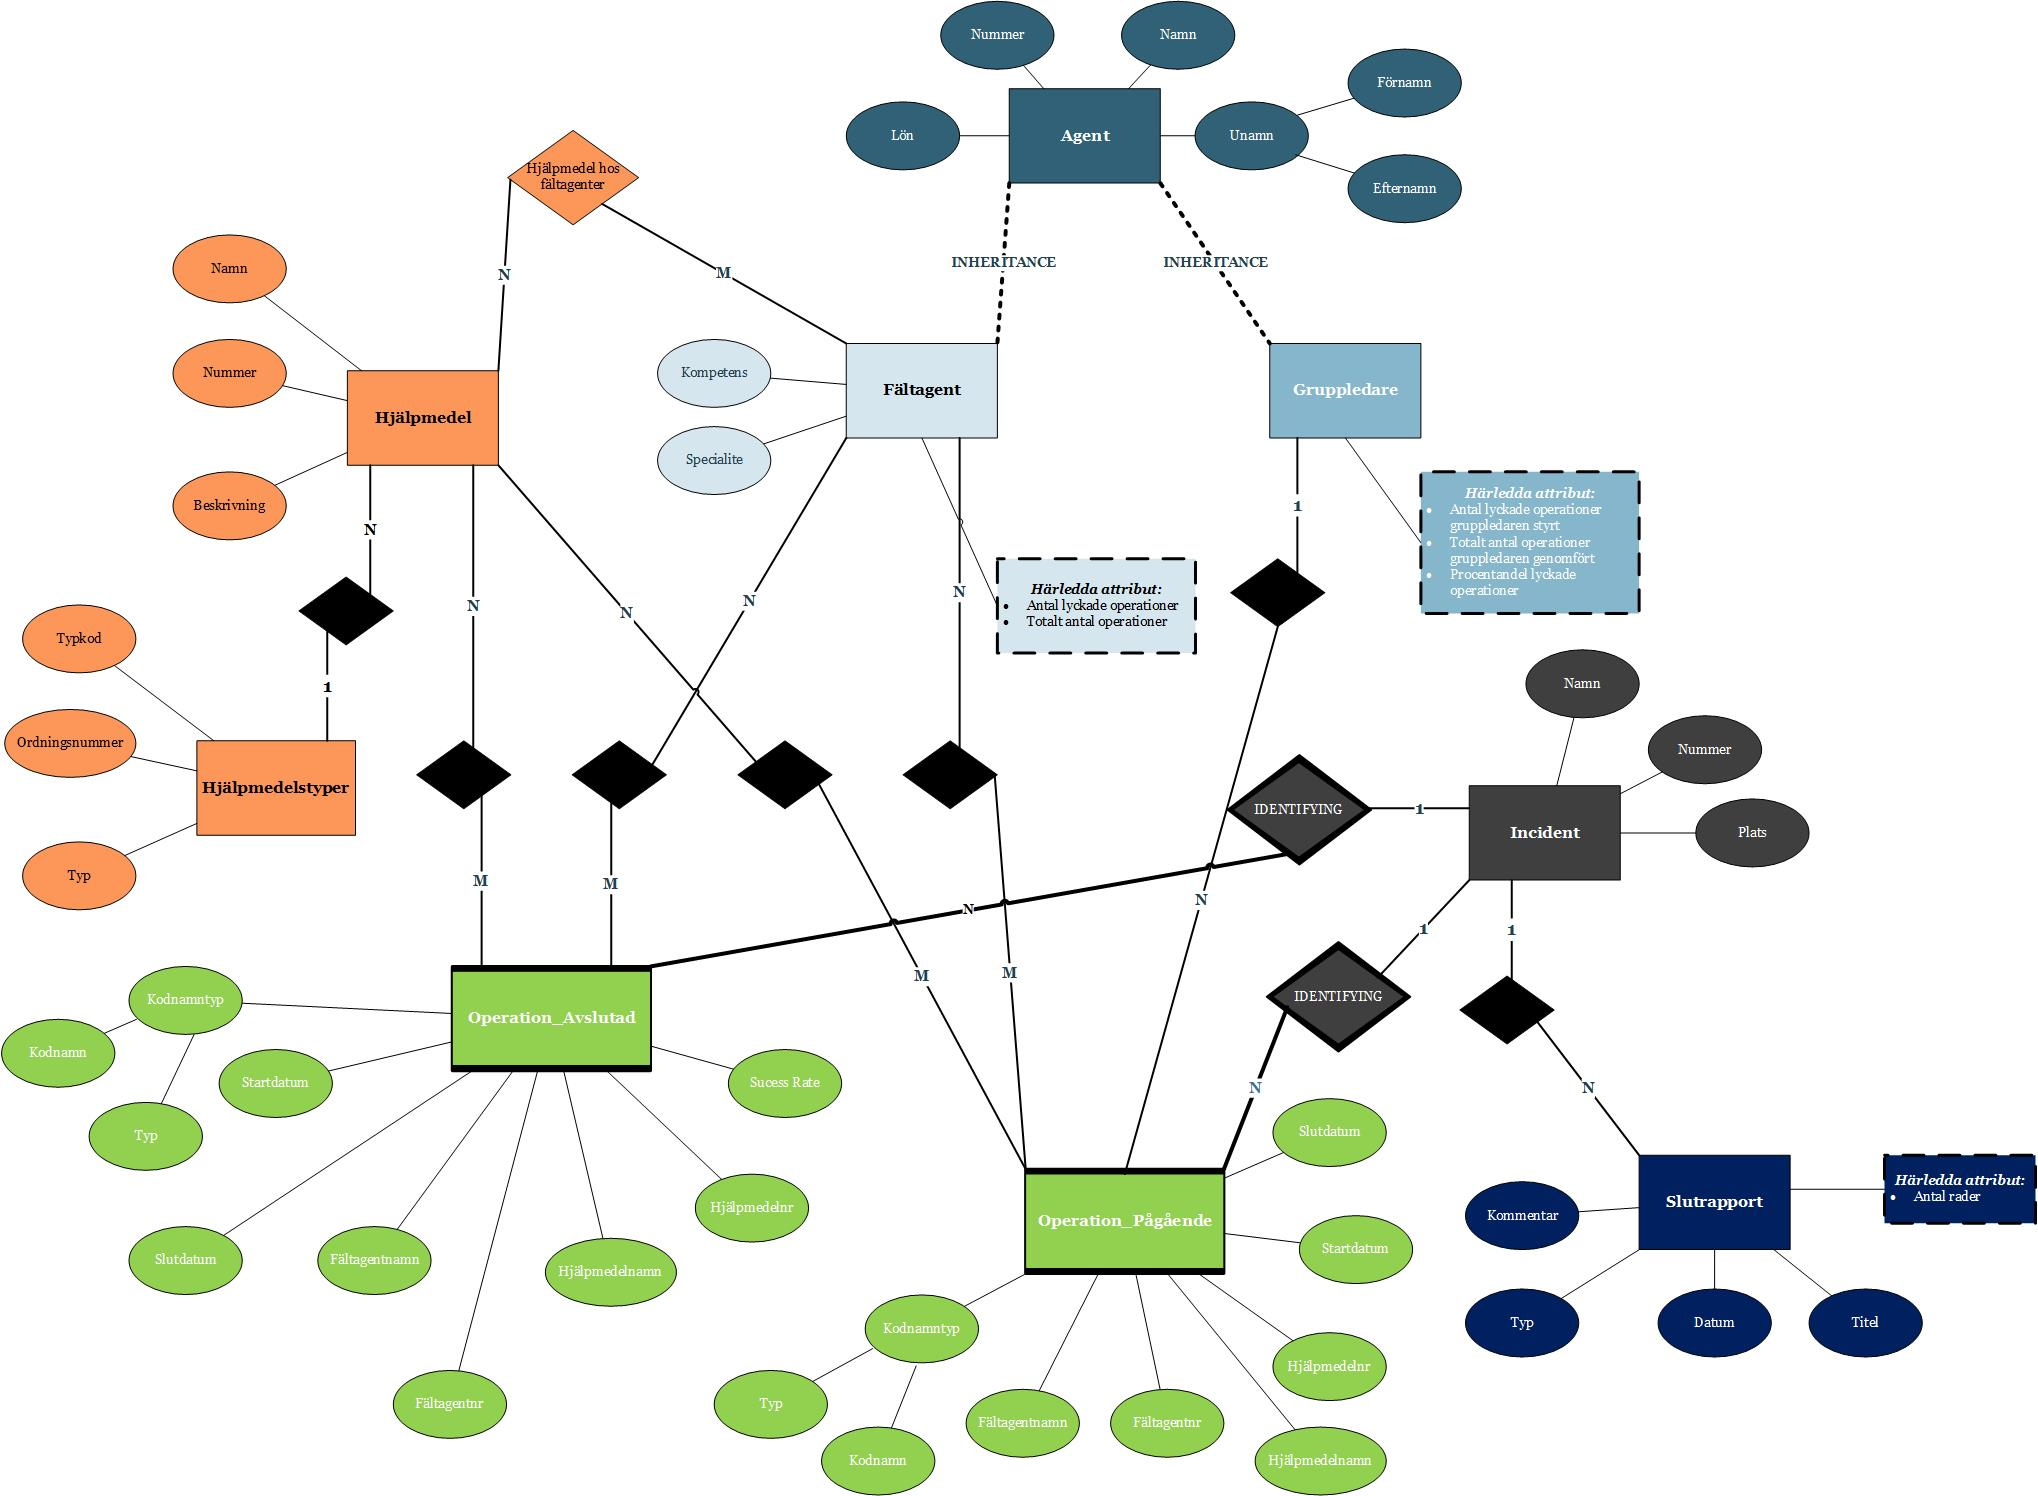 Nummer
Namn
Förnamn
Lön
Agent
Unamn
Efternamn
Hjälpmedel hos
fältagenter
INHERITANCE
INHERITANCE
N
M
Namn
Nummer
Beskrivning
Hjälpmedel
Kompetens
Specialite
Fältagent
Gruppledare
Härledda attribut:
• Antal lyckade operationer
gruppledaren styrt
• Totalt antal operationer
gruppledaren genomfört
• Procentandel lyckade
operationer
1
N
Härledda attribut:
• Antal lyckade operationer
• Totalt antal operationer
N
N
N
N
Typkod
Ordningsnummer
1
Hjälpmedelstyper
Typ
Namn
Nummer
Plats
Incident
IDENTIFYING
1
M
M
N
N
1
1
M
M
IDENTIFYING
Kodnamntyp
Kodnamn
Typ
Startdatum
Operation_Avslutad
Sucess Rate
N
N
Slutdatum
Fältagentnamn
Hjälpmedelnamn
Hjälpmedelnr
Fältagentnr
Slutdatum
Startdatum
Operation_Pågående
Kodnamntyp
Typ
Kodnamn
Fältagentnamn
Fältagentnr
Hjälpmedelnr
Hjälpmedelnamn
Slutrapport
Härledda attribut:
• Antal rader
Kommentar
Typ
Datum
Titel